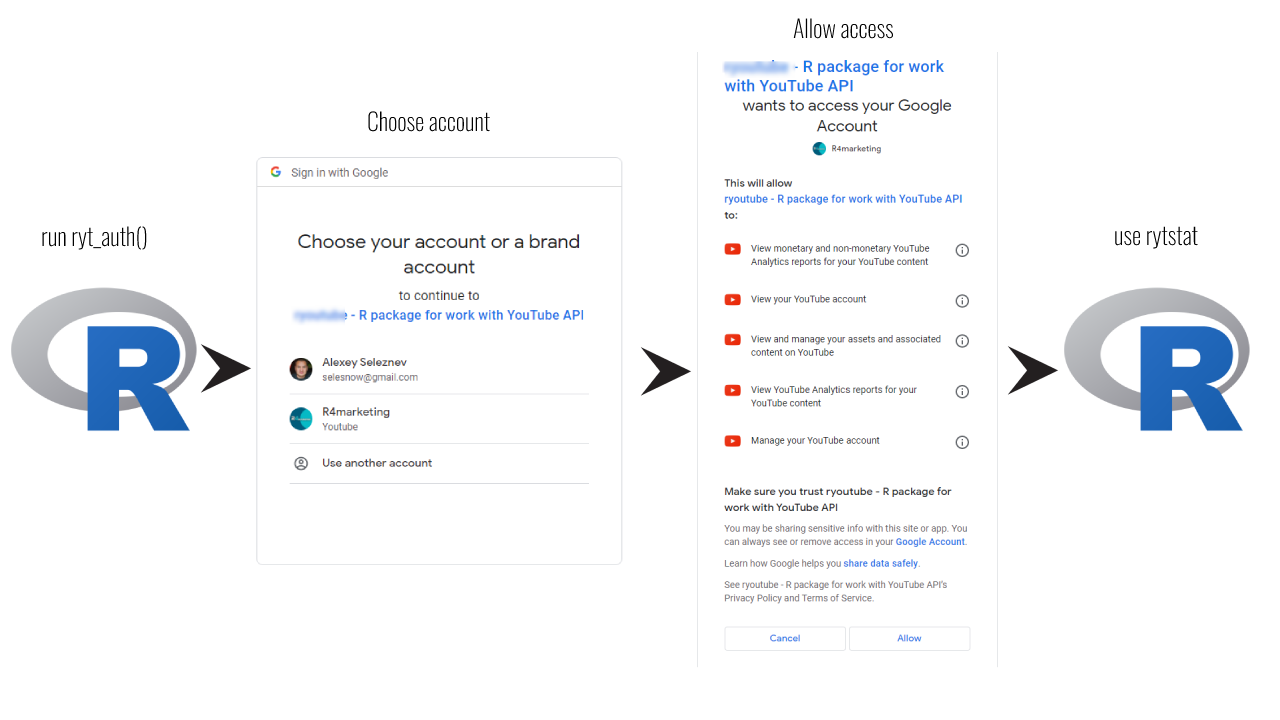 run ryt_auth()
R
Choose account
Sign in with Google
Choose your account or a brand
account
to continue to
- R package for work with YouTube API
Alexey Seleznev
selesnow@gmail.com
R4marketing
Youtube
Use another account
Allow access
- R package for work
with YouTube API
wants to access your Google
Account
R4marketing
This will allow
ryoutube - R package for work with YouTube API
to:
View monetary and non-monetary YouTube
Analytics reports for your YouTube content
View your YouTube account
View and manage your assets and associated
content on YouTube
View YouTube Analytics reports for your
YouTube content
Manage your YouTube account
Make sure you trust ryoutube - R package for
work with YouTube API
You may be sharing sensitive info with this site or app. You
can always see or remove access in your Google Account.
Learn how Google helps you share data safely.
See ryoutube - R package for work with YouTube API's
Privacy Policy and Terms of Service.
Cancel
Allow
use rytstat
R